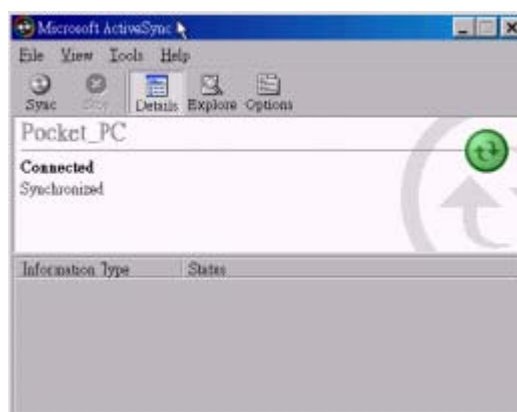 Microsoft ActiveSync
File View Tools Help
Sync Stop Details Explore Options
Pocket_PC
Connected
Synchronized
Information Type Status